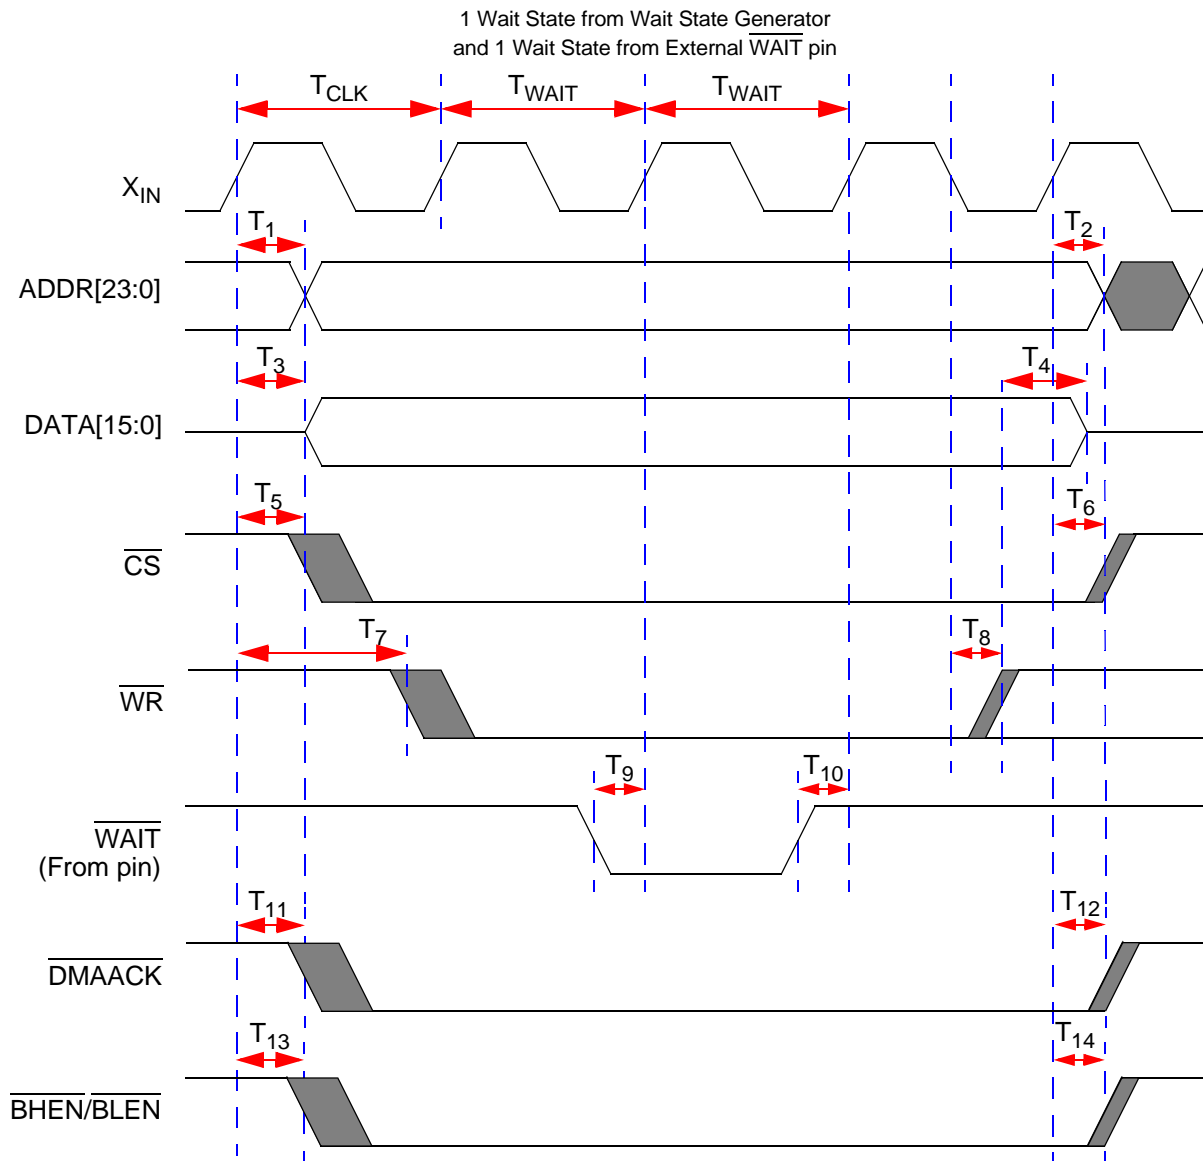 1 Wait State from Wait State Generator
and 1 Wait State from External WAIT pin
TCLK TWAIT TWAIT
XIN
T1 T2
ADDR[23:0]
T3 T4
DATA[15:0]
T5 T6
CS
T7 T8
WR
T9 T10
WAIT
(From pin)
T11 T12
DMAACK
T13 T14
BHEN/BLEN